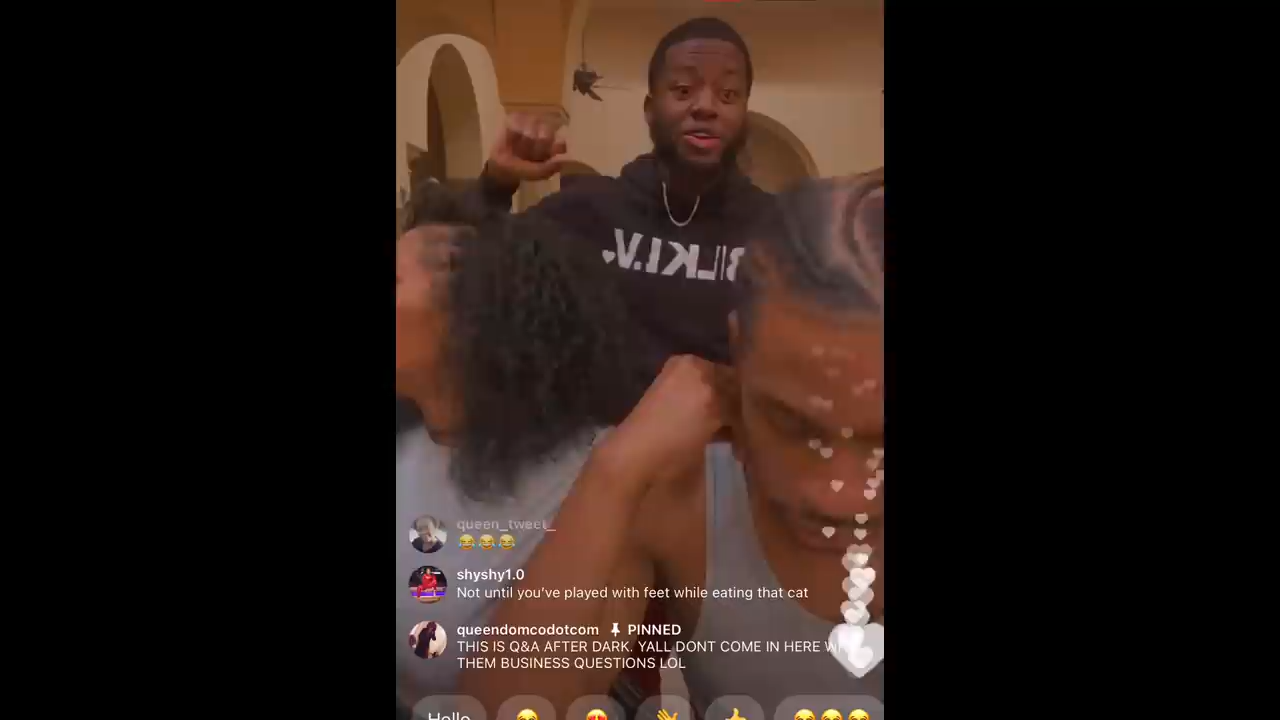 BLKLV.
queen_tweet_
😂😂😂
shyshy1.0
Not until you've played with feet while eating that cat
queendomcodotcom 📌 PINNED
THIS IS Q&A AFTER DARK. YALL DONT COME IN HERE
THEM BUSINESS QUESTIONS LOL
Hello